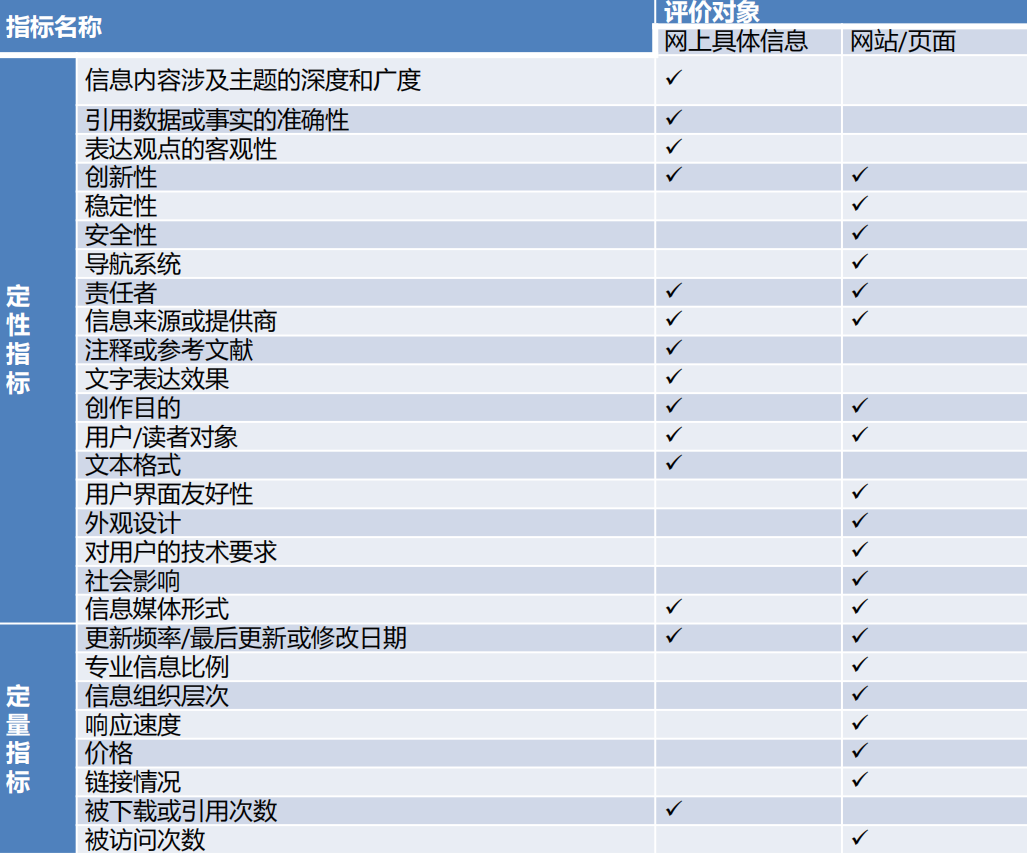 指标名称
评价对象
网上具体信息 网站/页面
定性指标
信息内容涉及主题的深度和广度 ✓
引用数据或事实的准确性 ✓
表达观点的客观性 ✓
创新性 ✓ ✓
稳定性 ✓
安全性 ✓
导航系统 ✓
责任者 ✓ ✓
信息来源或提供商 ✓ ✓
注释或参考文献 ✓
文字表达效果 ✓
创作目的 ✓ ✓
用户/读者对象 ✓ ✓
文本格式 ✓
用户界面友好性 ✓
外观设计 ✓
对用户的技术要求 ✓
社会影响 ✓
信息媒体形式 ✓ ✓
定量指标
更新频率/最后更新或修改日期 ✓ ✓
专业信息比例 ✓
信息组织层次 ✓
响应速度 ✓
价格 ✓
链接情况 ✓
被下载或引用次数 ✓
被访问次数 ✓